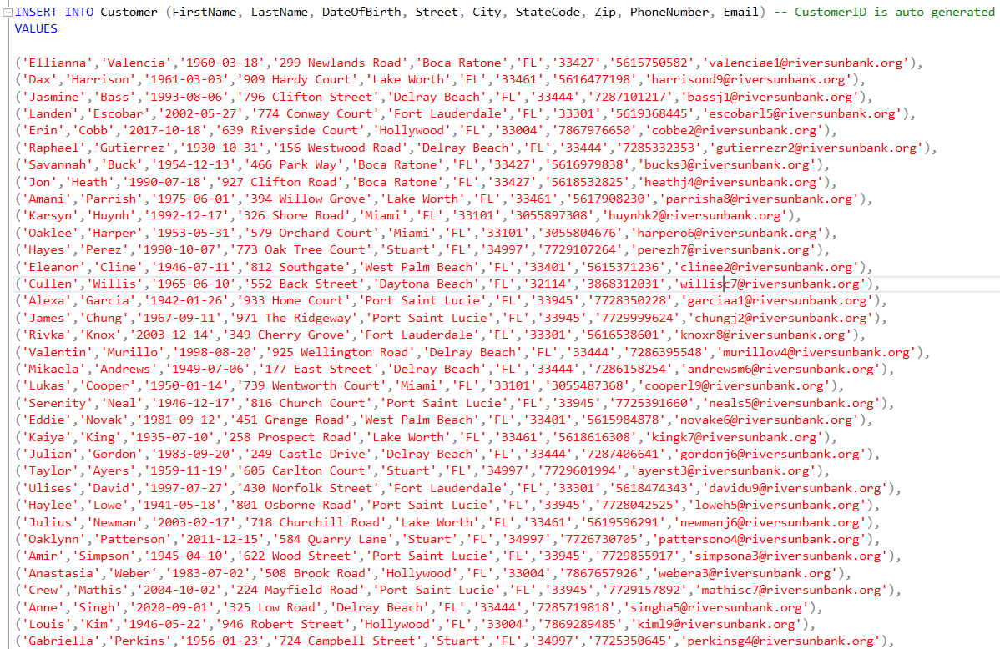 INSERT INTO Customer (FirstName, LastName, DateOfBirth, Street, City, StateCode, Zip, PhoneNumber, Email) -- CustomerID is auto generated
VALUES
('Ellianna','Valencia','1960-03-18','299 Newlands Road','Boca Ratone','FL','33427','5615750582','valenciae1@riversunbank.org'),
('Dax','Harrison','1961-03-03','909 Hardy Court','Lake Worth','FL','33461','5616477198','harrisond9@riversunbank.org'),
('Jasmine','Bass','1993-08-06','796 Clifton Street','Delray Beach','FL','33444','7287101217','bassj1@riversunbank.org'),
('Landen','Escobar','2002-05-27','774 Conway Court','Fort Lauderdale','FL','33301','5619368445','escobarl5@riversunbank.org'),
('Erin','Cobb','2017-10-18','639 Riverside Court','Hollywood','FL','33004','7867976650','cobbe2@riversunbank.org'),
('Raphael','Gutierrez','1930-10-31','156 Westwood Road','Delray Beach','FL','33444','7285332353','gutierrezr2@riversunbank.org'),
('Savannah','Buck','1954-12-13','466 Park Way','Boca Ratone','FL','33427','5616979838','bucks3@riversunbank.org'),
('Jon','Heath','1990-07-18','927 Clifton Road','Boca Ratone','FL','33427','5618532825','heathj4@riversunbank.org'),
('Amani','Parrish','1975-06-01','394 Willow Grove','Lake Worth','FL','33461','5617908230','parrisha8@riversunbank.org'),
('Karsyn','Huynh','1992-12-17','326 Shore Road','Miami','FL','33101','3055897308','huynhk2@riversunbank.org'),
('Oaklee','Harper','1953-05-31','579 Orchard Court','Miami','FL','33101','3055804676','harpero6@riversunbank.org'),
('Hayes','Perez','1990-10-07','773 Oak Tree Court','Stuart','FL','34997','7729107264','perezh7@riversunbank.org'),
('Eleanor','Cline','1946-07-11','812 Southgate','West Palm Beach','FL','33401','5615371236','clinee2@riversunbank.org'),
('Cullen','Willis','1965-06-10','552 Back Street','Daytona Beach','FL','32114','3868312031','willisc7@riversunbank.org'),
('Alexa','Garcia','1942-01-26','933 Home Court','Port Saint Lucie','FL','33945','7728350228','garciaa1@riversunbank.org'),
('James','Chung','1967-09-11','971 The Ridgeway','Port Saint Lucie','FL','33945','7729999624','chungj2@riversunbank.org'),
('Rivka','Knox','2003-12-14','349 Cherry Grove','Fort Lauderdale','FL','33301','5616538601','knoxr8@riversunbank.org'),
('Valentin','Murillo','1998-08-20','925 Wellington Road','Delray Beach','FL','33444','7286395548','murillov4@riversunbank.org'),
('Mikaela','Andrews','1949-07-06','177 East Street','Delray Beach','FL','33444','7286158254','andrewsm6@riversunbank.org'),
('Lukas','Cooper','1950-01-14','739 Wentworth Court','Miami','FL','33101','3055487368','cooperl9@riversunbank.org'),
('Serenity','Neal','1946-12-17','816 Church Court','Port Saint Lucie','FL','33945','7725391660','neals5@riversunbank.org'),
('Eddie','Novak','1981-09-12','451 Grange Road','West Palm Beach','FL','33401','5615984878','novake6@riversunbank.org'),
('Kaiya','King','1935-07-10','258 Prospect Road','Lake Worth','FL','33461','5618616308','kingk7@riversunbank.org'),
('Julian','Gordon','1983-09-20','249 Castle Drive','Delray Beach','FL','33444','7287406641','gordonj6@riversunbank.org'),
('Taylor','Ayers','1959-11-19','605 Carlton Court','Stuart','FL','34997','7729601994','ayerst3@riversunbank.org'),
('Ulises','David','1997-07-27','430 Norfolk Street','Fort Lauderdale','FL','33301','5618474343','davidu9@riversunbank.org'),
('Haylee','Lowe','1941-05-18','801 Osborne Road','Port Saint Lucie','FL','33945','7728042525','loweh5@riversunbank.org'),
('Julius','Newman','2003-02-17','718 Churchill Road','Lake Worth','FL','33461','5619596291','newmanj6@riversunbank.org'),
('Oaklynn','Patterson','2011-12-15','584 Quarry Lane','Stuart','FL','34997','7726730705','pattersono4@riversunbank.org'),
('Amir','Simpson','1945-04-10','622 Wood Street','Port Saint Lucie','FL','33945','7729855917','simpsona3@riversunbank.org'),
('Anastasia','Weber','1983-07-02','508 Brook Road','Hollywood','FL','33004','7867657926','webera3@riversunbank.org'),
('Crew','Mathis','2004-10-02','224 Mayfield Road','Port Saint Lucie','FL','33945','7729157892','mathisc7@riversunbank.org'),
('Anne','Singh','2020-09-01','325 Low Road','Delray Beach','FL','33444','7285719818','singha5@riversunbank.org'),
('Louis','Kim','1946-05-22','946 Robert Street','Hollywood','FL','33004','7869289485','kiml9@riversunbank.org'),
('Gabriella','Perkins','1956-01-23','724 Campbell Street','Stuart','FL','34997','7725350645','perkinsg4@riversunbank.org'),